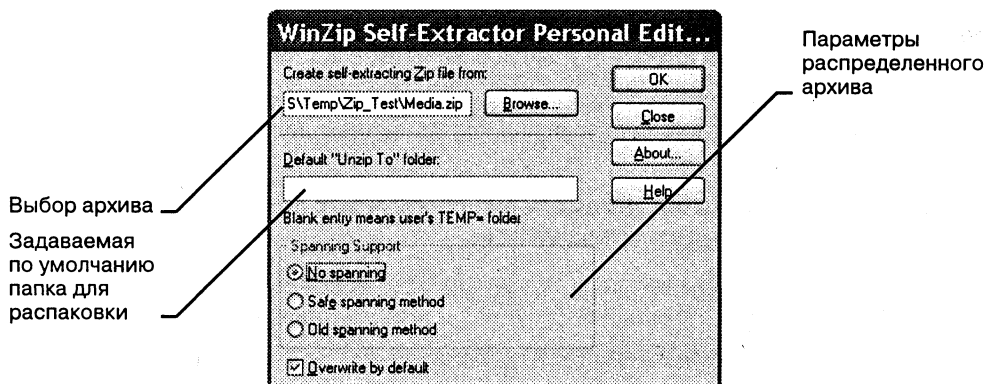 WinZip Self-Extractor Personal Edit...
Create self-extracting Zip file from:
S\Temp\Zip_Test\Media.zip
Browse...
OK
Close
About...
Help
Default "Unzip To" folder:
Blank entry means user's TEMP= folder
Spanning Support
No spanning
Safe spanning method
Old spanning method
Overwrite by default
Выбор архива
Задаваемая
по умолчанию
папка для
распаковки
Параметры
распределенного
архива